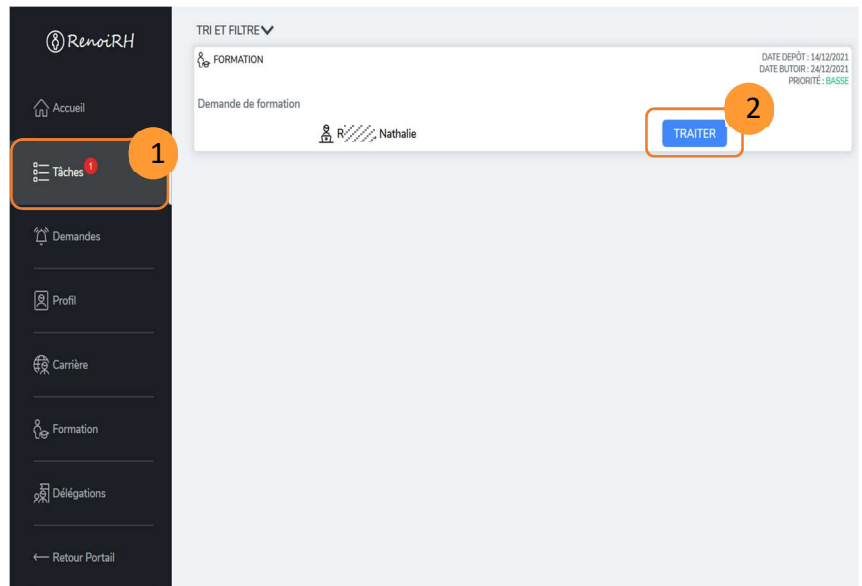 RenoiRH
Accueil
Tâches 1
1
Demandes
Profil
Carrière
Formation
Délégations
Retour Portail
TRI ET FILTRE
FORMATION
DATE DEPÔT : 14/12/2021
DATE BUTOIR : 24/12/2021
PRIORITÉ : BASSE
Demande de formation
R Nathalie
TRAITER
2